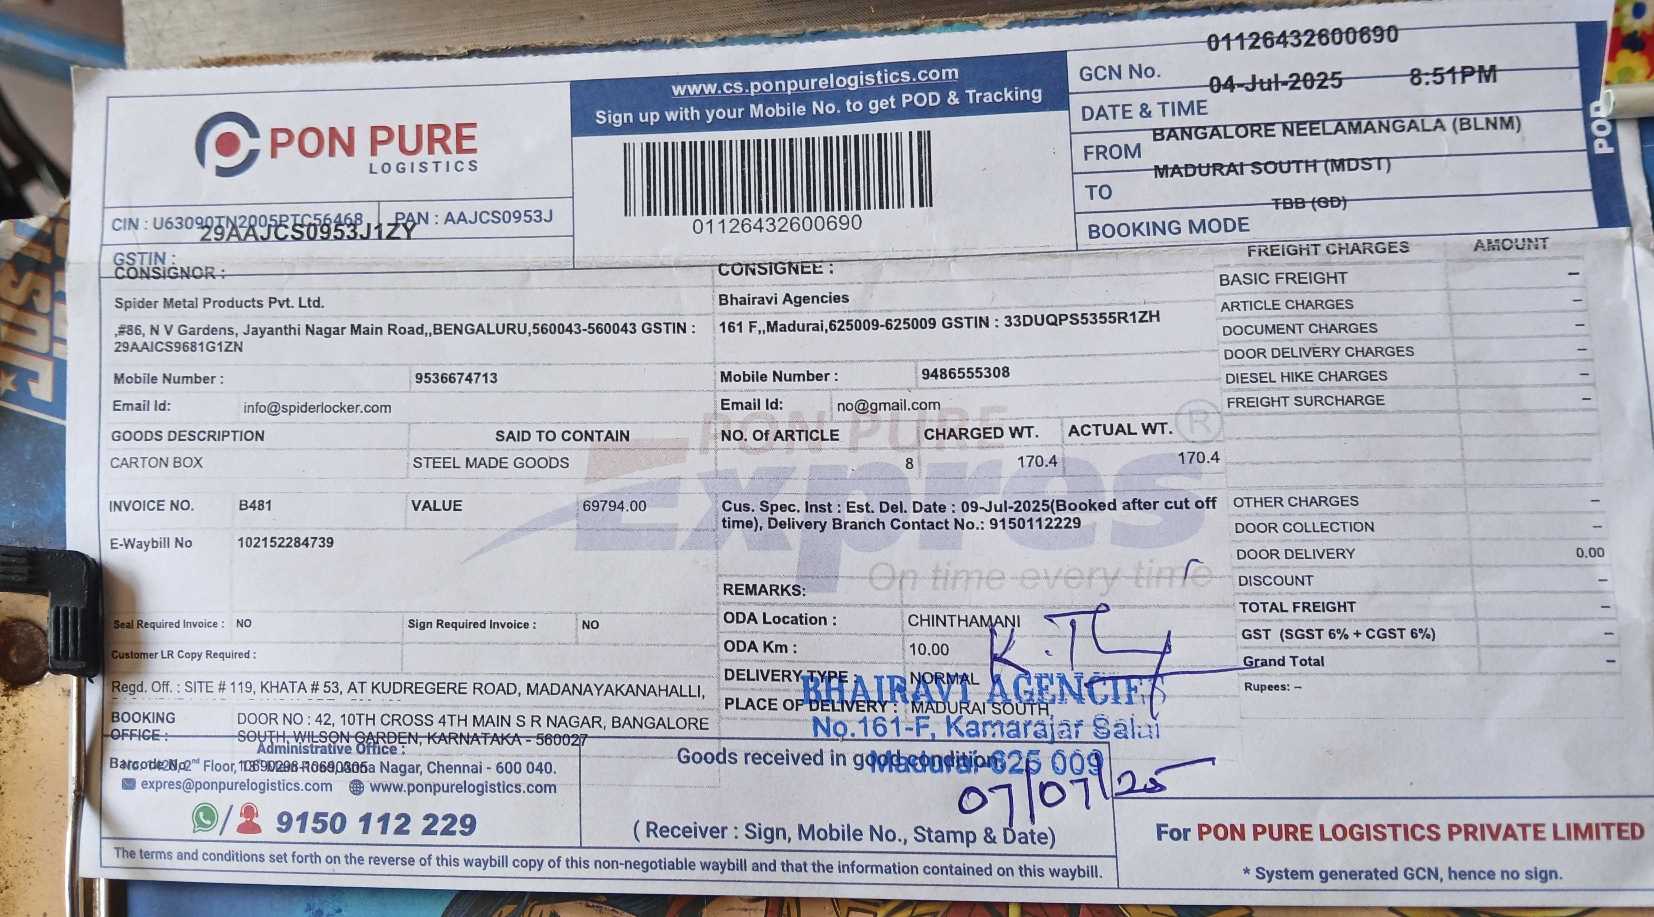 PON PURE
LOGISTICS
CIN : U63090TN2005PTC56468 PAN : AAJCS0953J
GSTIN : 29AAJCS0953J1ZY
www.cs.ponpurelogistics.com
Sign up with your Mobile No. to get POD & Tracking
01126432600690
GCN No. 01126432600690
DATE & TIME 04-Jul-2025 8:51PM
FROM BANGALORE NEELAMANGALA (BLNM)
TO MADURAI SOUTH (MDST)
BOOKING MODE TBB (GD)
POD
CONSIGNOR :
Spider Metal Products Pvt. Ltd.
,#86, N V Gardens, Jayanthi Nagar Main Road,,BENGALURU,560043-560043 GSTIN :
29AAICS9681G1ZN
Mobile Number : 9536674713
Email Id: info@spiderlocker.com
CONSIGNEE :
Bhairavi Agencies
161 F,,Madurai,625009-625009 GSTIN : 33DUQPS5355R1ZH
Mobile Number : 9486555308
Email Id: no@gmail.com
GOODS DESCRIPTION SAID TO CONTAIN NO. Of ARTICLE CHARGED WT. ACTUAL WT.
CARTON BOX STEEL MADE GOODS 8 170.4 170.4
PON PURE
Expres
®
On time every time
INVOICE NO. B481 VALUE 69794.00
E-Waybill No 102152284739
Cus. Spec. Inst : Est. Del. Date : 09-Jul-2025(Booked after cut off
time), Delivery Branch Contact No.: 9150112229
Seal Required Invoice : NO Sign Required Invoice : NO
Customer LR Copy Required :
REMARKS:
ODA Location : CHINTHAMANI
ODA Km : 10.00
DELIVERY TYPE : NORMAL
PLACE OF DELIVERY : MADURAI SOUTH,
FREIGHT CHARGES AMOUNT
BASIC FREIGHT –
ARTICLE CHARGES –
DOCUMENT CHARGES –
DOOR DELIVERY CHARGES –
DIESEL HIKE CHARGES –
FREIGHT SURCHARGE –
OTHER CHARGES –
DOOR COLLECTION –
DOOR DELIVERY 0.00
DISCOUNT –
TOTAL FREIGHT –
GST (SGST 6% + CGST 6%) –
Grand Total –
Rupees: –
Regd. Off. : SITE # 119, KHATA # 53, AT KUDREGERE ROAD, MADANAYAKANAHALLI,
BOOKING OFFICE : DOOR NO : 42, 10TH CROSS 4TH MAIN S R NAGAR, BANGALORE
SOUTH, WILSON GARDEN, KARNATAKA - 560027
Administrative Office :
Barcode No
2nd Floor, Anna Nagar, Chennai - 600 040.
expres@ponpurelogistics.com www.ponpurelogistics.com
9150 112 229
BHAIRAVI AGENCIES
No.161-F, Kamarajar Salai
Madurai-625 009
Goods received in good condition
07/07/25
( Receiver : Sign, Mobile No., Stamp & Date)
The terms and conditions set forth on the reverse of this waybill copy of this non-negotiable waybill and that the information contained on this waybill.
For PON PURE LOGISTICS PRIVATE LIMITED
* System generated GCN, hence no sign.